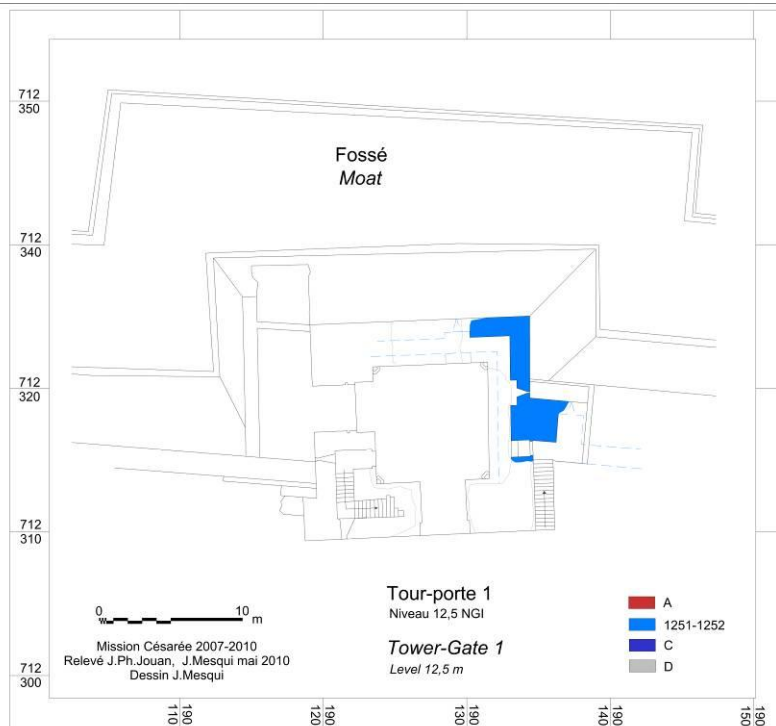 712
350
Fossé
Moat
712
340
712
320
712
310
712
300
0
10
m
Mission Césarée 2007-2010
Relevé J.Ph.Jouan, J.Mesqui mai 2010
Dessin J.Mesqui
Tour-porte 1
Niveau 12,5 NGI
Tower-Gate 1
Level 12,5 m
A
1251-1252
C
D
190
110
190
120
190
130
190
140
190
150